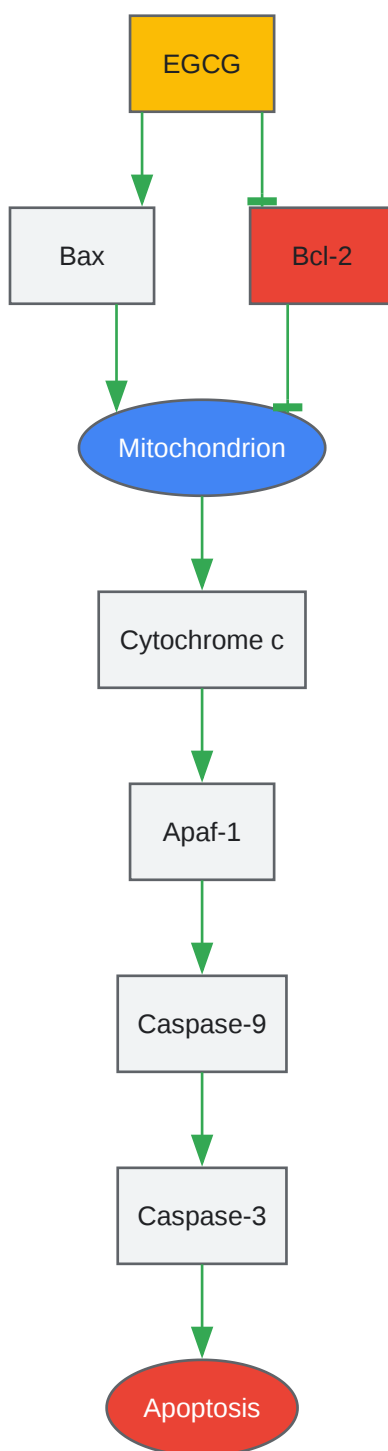 EGCG
Bax
Bcl-2
Mitochondrion
Cytochrome c
Apaf-1
Caspase-9
Caspase-3
Apoptosis